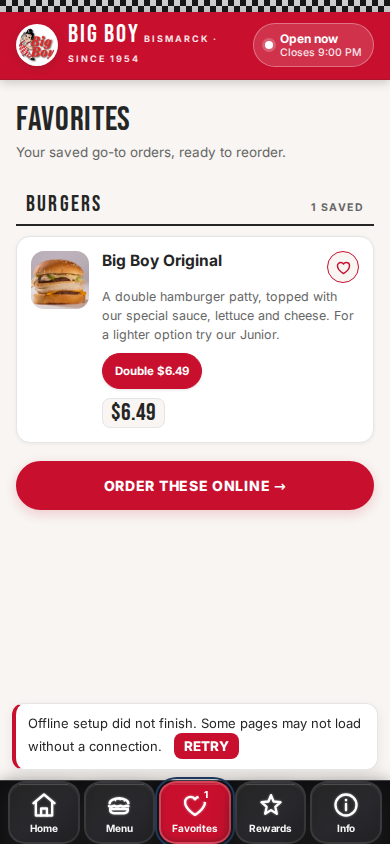 BIG BOY BISMARCK ·
SINCE 1954
Big
Boy
Open now
Closes 9:00 PM
FAVORITES
Your saved go-to orders, ready to reorder.
BURGERS
1 SAVED
Big Boy Original
A double hamburger patty, topped with
our special sauce, lettuce and cheese. For
a lighter option try our Junior.
Double $6.49
$6.49
ORDER THESE ONLINE →
Offline setup did not finish. Some pages may not load
without a connection. RETRY
1
Home Menu Favorites Rewards Info